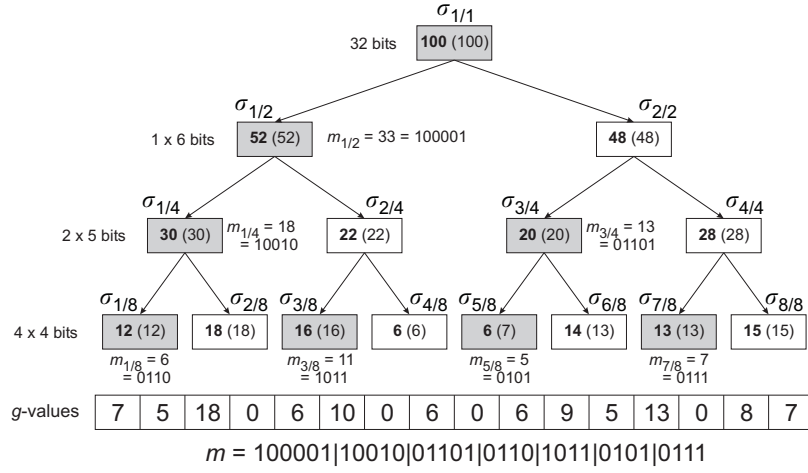 σ1/1
32 bits 100 (100)
σ1/2 σ2/2
1 x 6 bits 52 (52) m1/2 = 33 = 100001 48 (48)
σ1/4 σ2/4 σ3/4 σ4/4
2 x 5 bits 30 (30) m1/4 = 18 22 (22) 20 (20) m3/4 = 13 28 (28)
= 10010 = 01101
σ1/8 σ2/8 σ3/8 σ4/8 σ5/8 σ6/8 σ7/8 σ8/8
4 x 4 bits 12 (12) 18 (18) 16 (16) 6 (6) 6 (7) 14 (13) 13 (13) 15 (15)
m1/8 = 6 m3/8 = 11 m5/8 = 5 m7/8 = 7
= 0110 = 1011 = 0101 = 0111
g-values 7 5 18 0 6 10 0 6 0 6 9 5 13 0 8 7
m = 100001|10010|01101|0110|1011|0101|0111